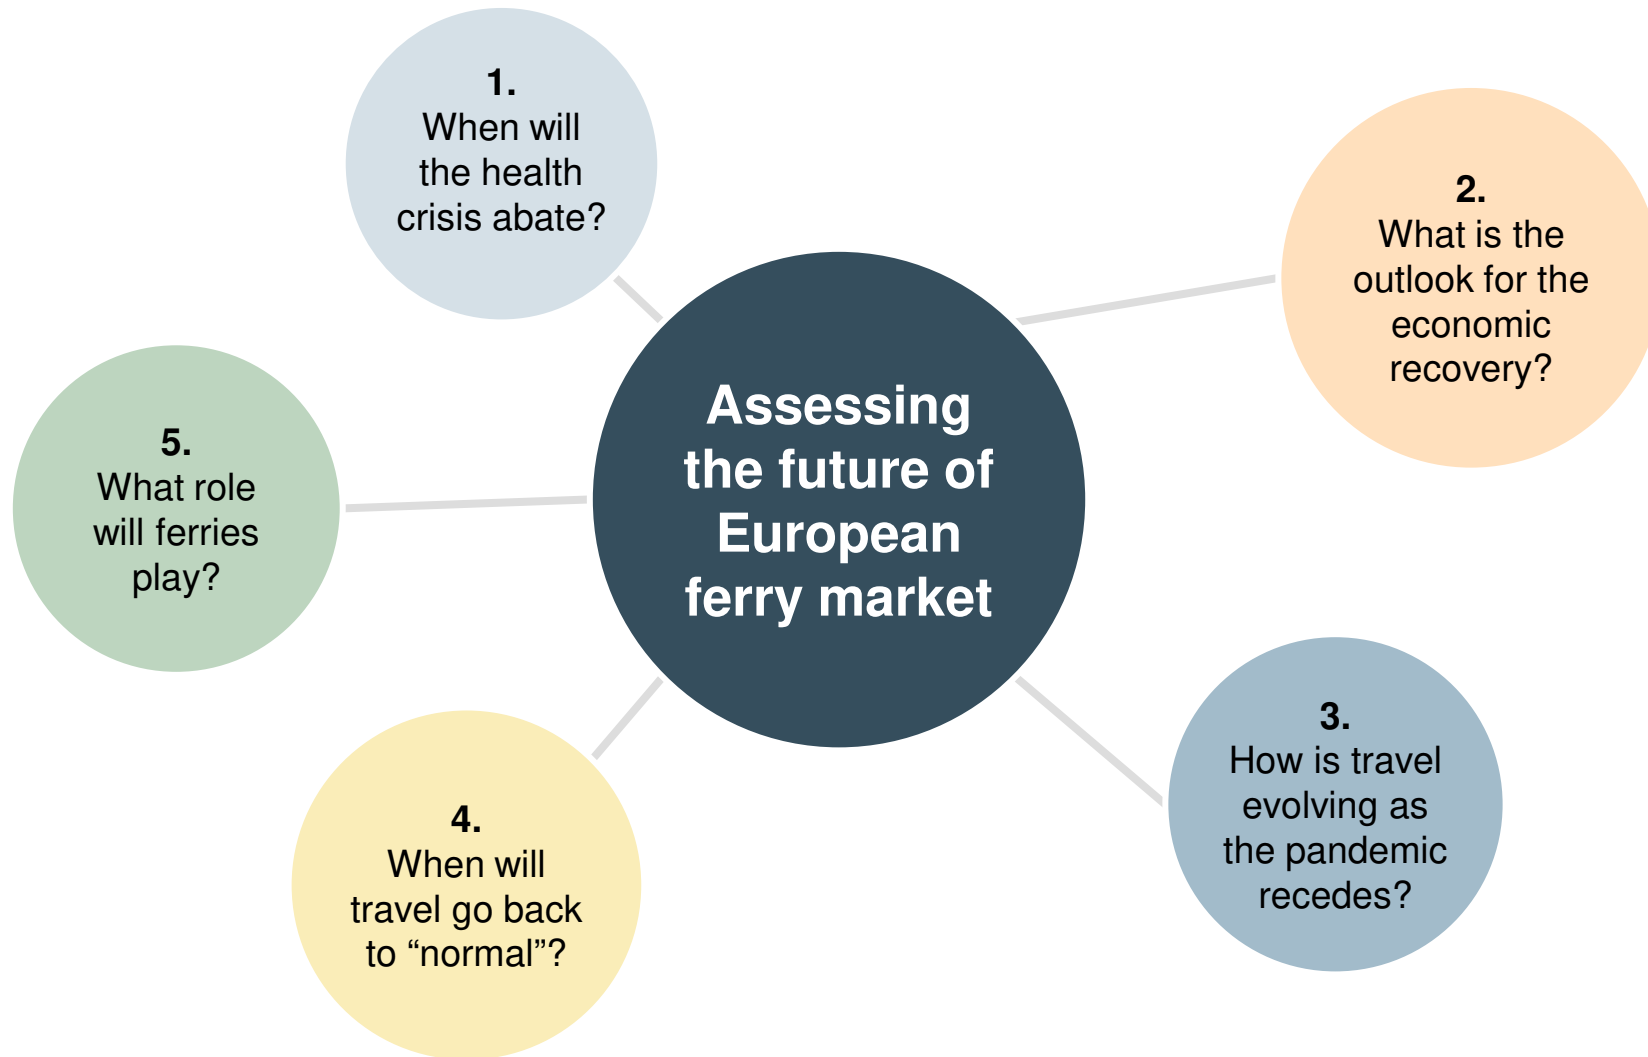 Assessing
the future of
European
ferry market
1.
When will
the health
crisis abate?
2.
What is the
outlook for the
economic
recovery?
3.
How is travel
evolving as
the pandemic
recedes?
4.
When will
travel go back
to “normal”?
5.
What role
will ferries
play?